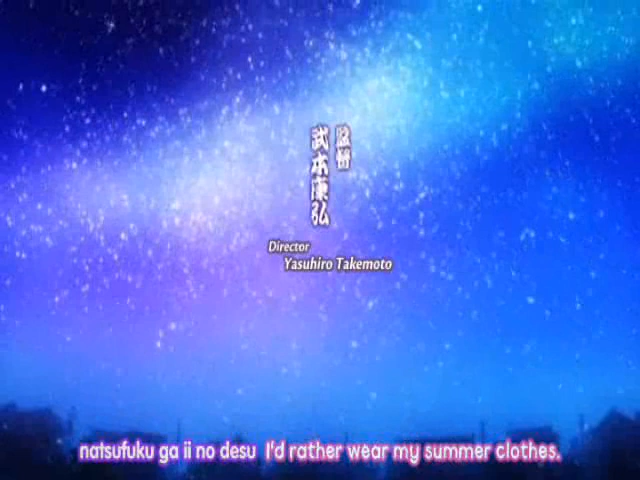 監督
武本康弘
Director
Yasuhiro Takemoto
natsufuku ga ii no desu I'd rather wear my summer clothes.